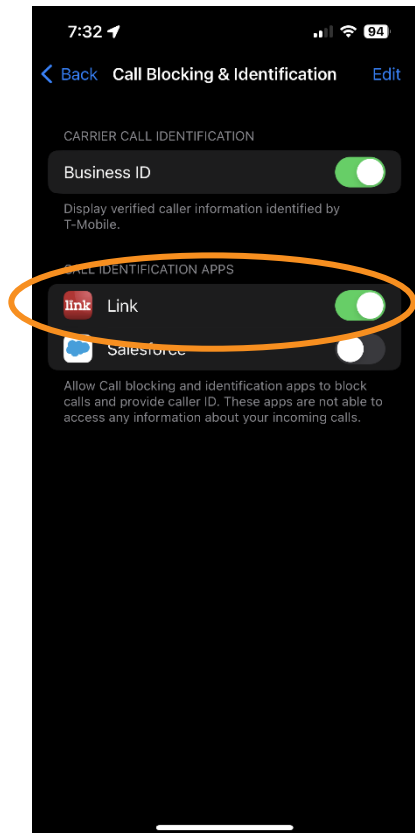 7:32
94
Back Call Blocking & Identification Edit
CARRIER CALL IDENTIFICATION
Business ID
Display verified caller information identified by
T-Mobile.
CALL IDENTIFICATION APPS
link Link
Salesforce
Allow Call blocking and identification apps to block
calls and provide caller ID. These apps are not able to
access any information about your incoming calls.